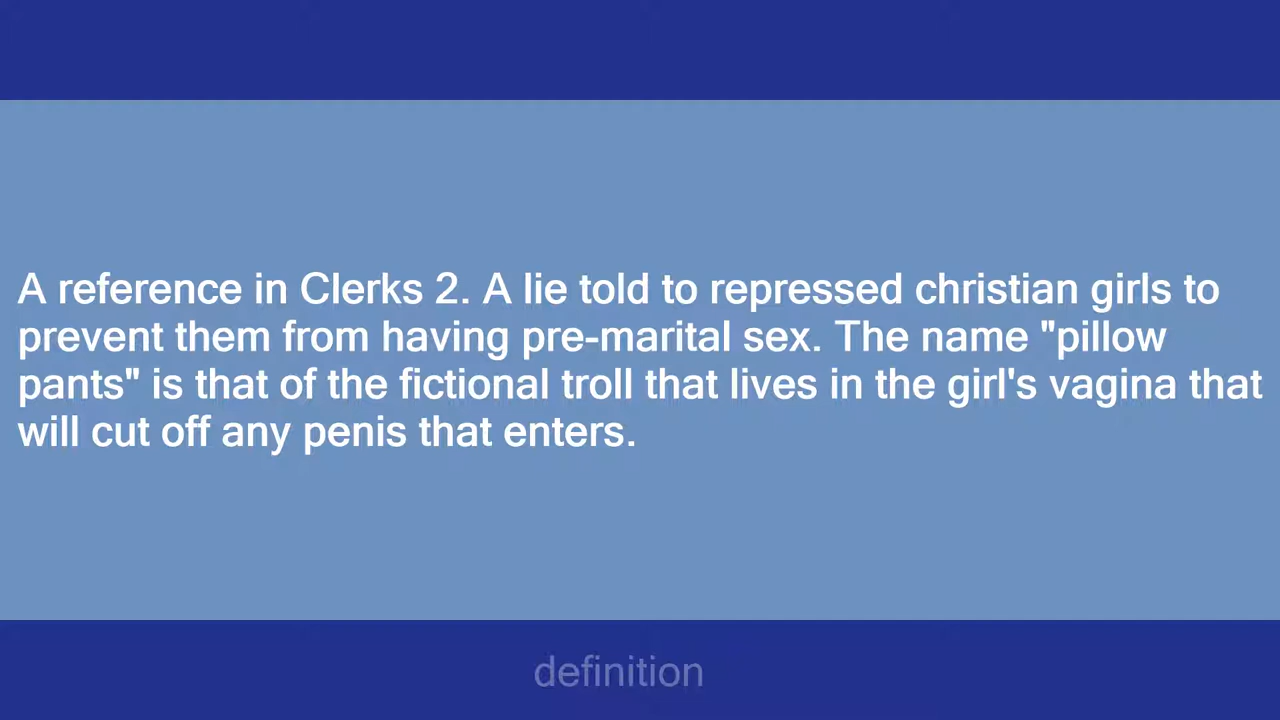 A reference in Clerks 2. A lie told to repressed christian girls to
prevent them from having pre-marital sex. The name "pillow
pants" is that of the fictional troll that lives in the girl's vagina that
will cut off any penis that enters.
definition